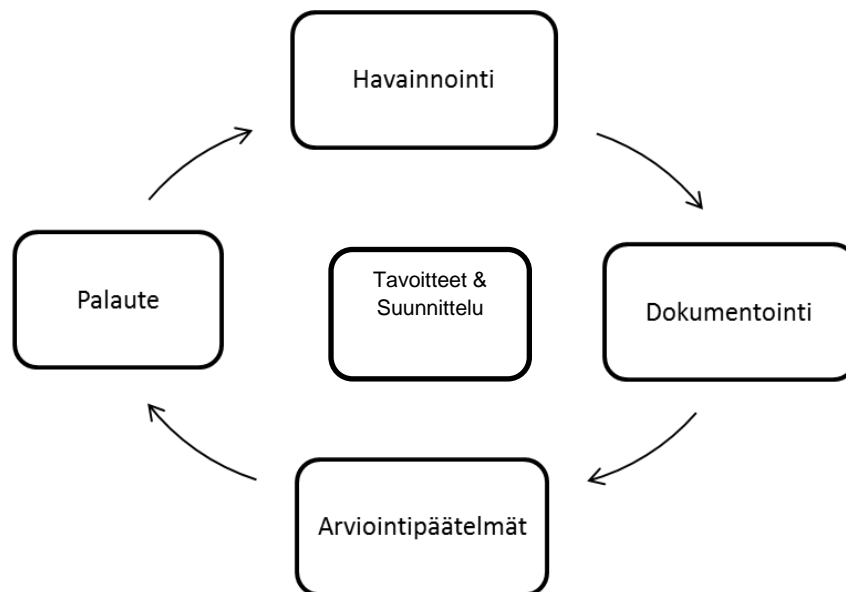 Havainnointi
Palaute
Tavoitteet &
Suunnittelu
Dokumentointi
Arviointipäätelmät